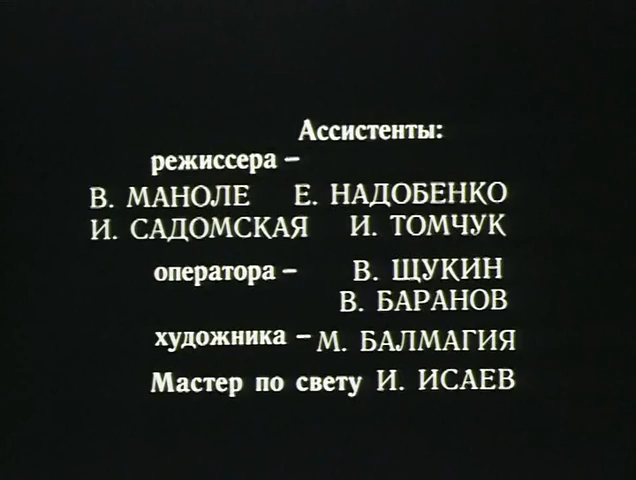 Ассистенты:
режиссера –
В. МАНОЛЕ Е. НАДОБЕНКО
И. САДОМСКАЯ И. ТОМЧУК
оператора – В. ЩУКИН
В. БАРАНОВ
художника – М. БАЛМАГИЯ
Мастер по свету И. ИСАЕВ